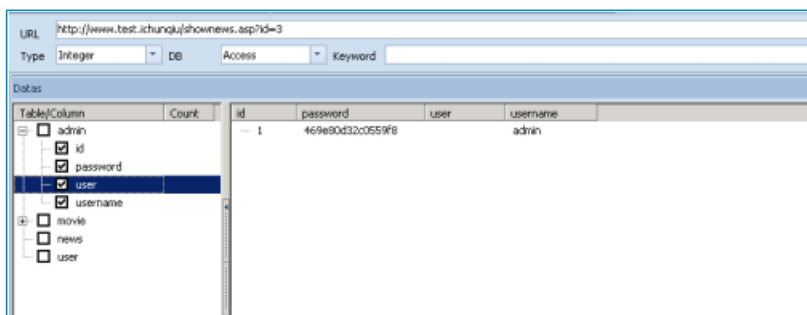 URL http://www.test.ichunqiu/shownews.asp?id=3
Type Integer DB Access Keyword
Datas
Table/Column Count id password user username
admin 1 469e80d32c0559f8 admin
id
password
user
username
movie
news
user